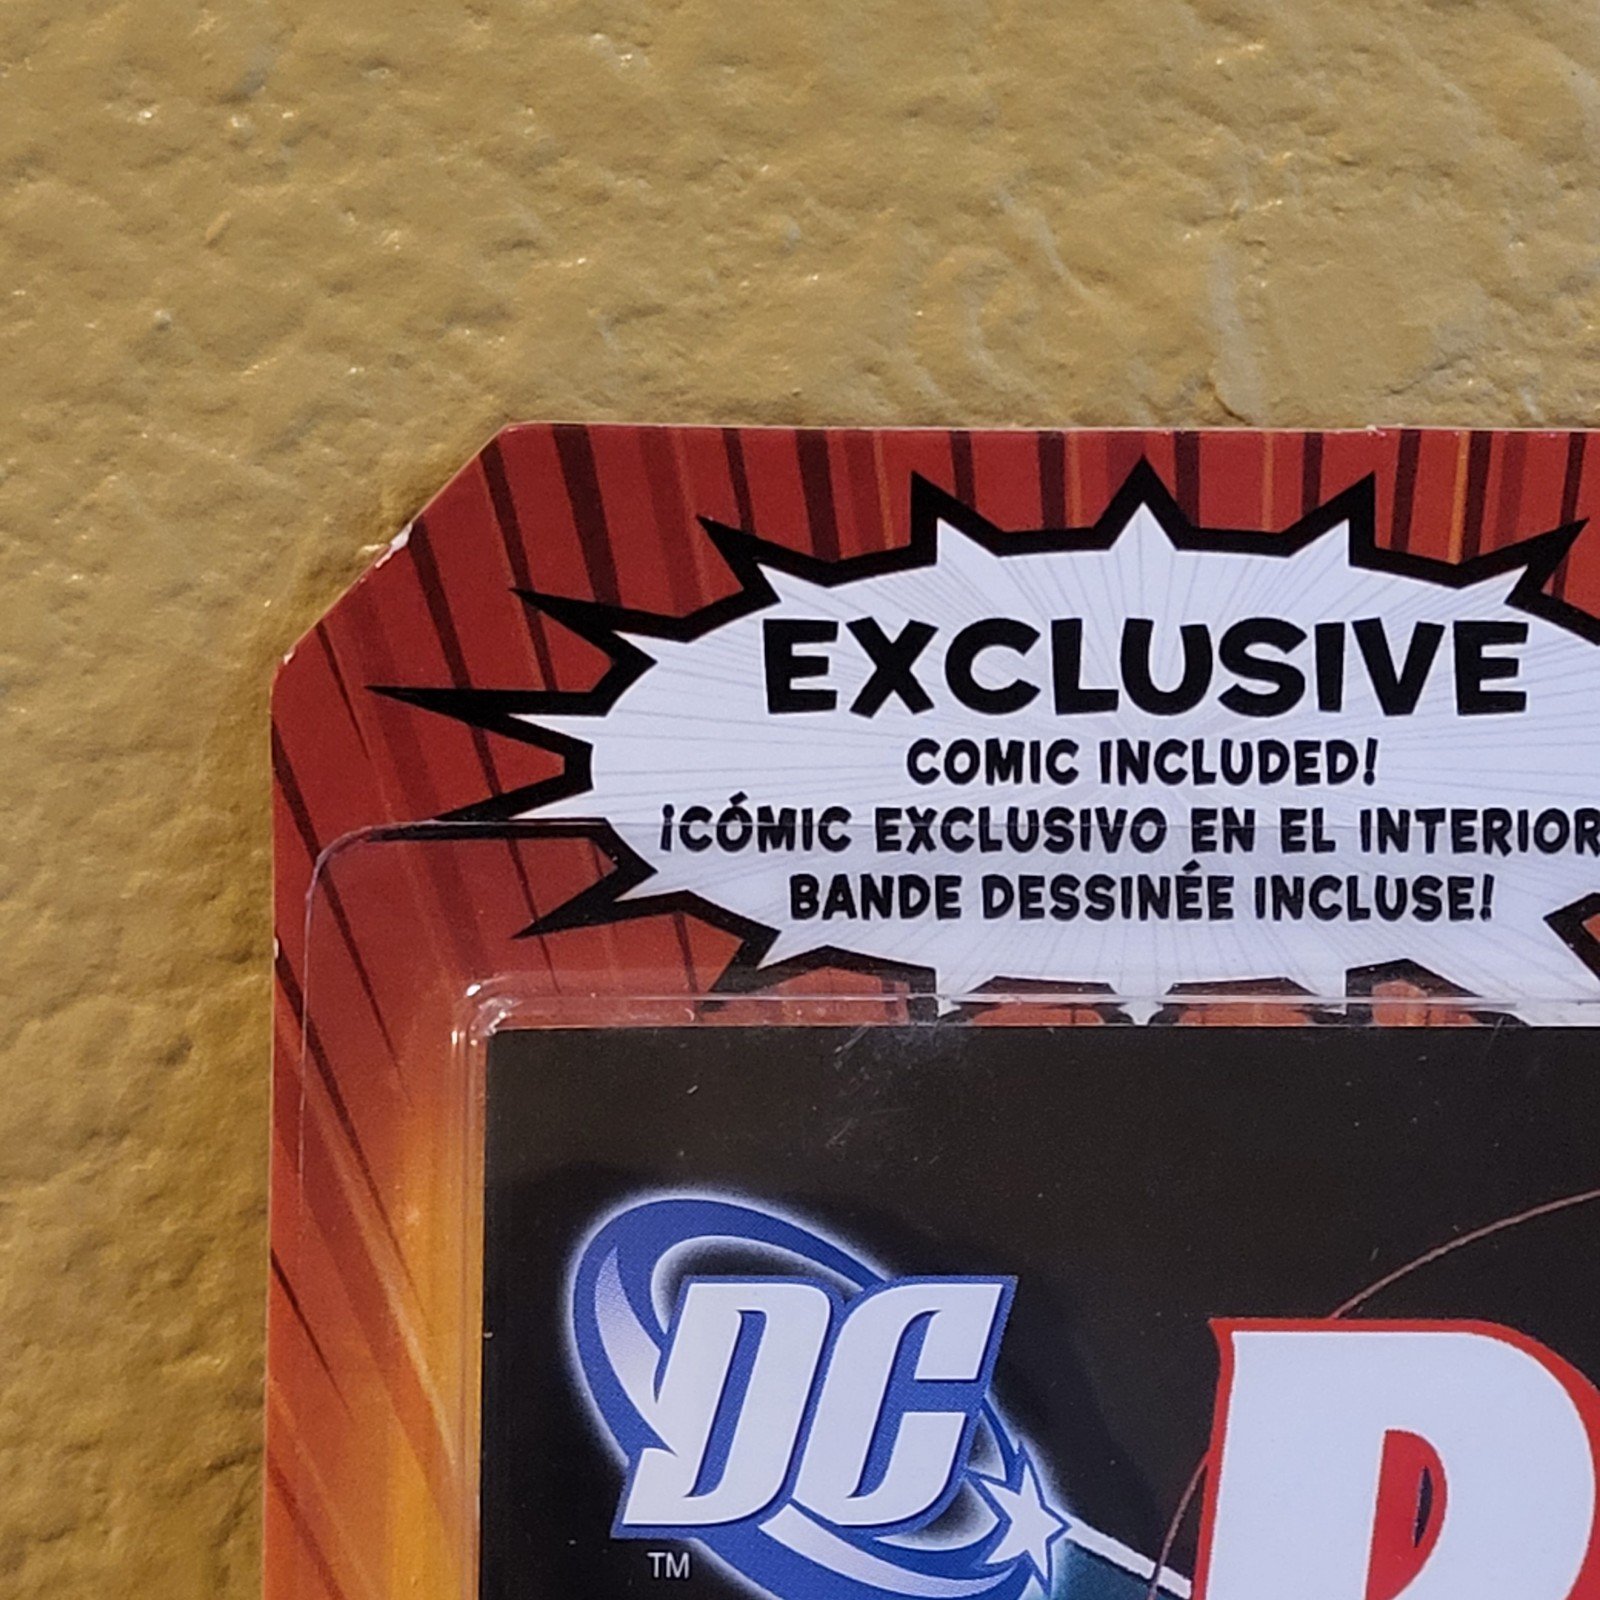 EXCLUSIVE
COMIC INCLUDED!
¡CÓMIC EXCLUSIVO EN EL INTERIOR
BANDE DESSINÉE INCLUSE!
DC
TM